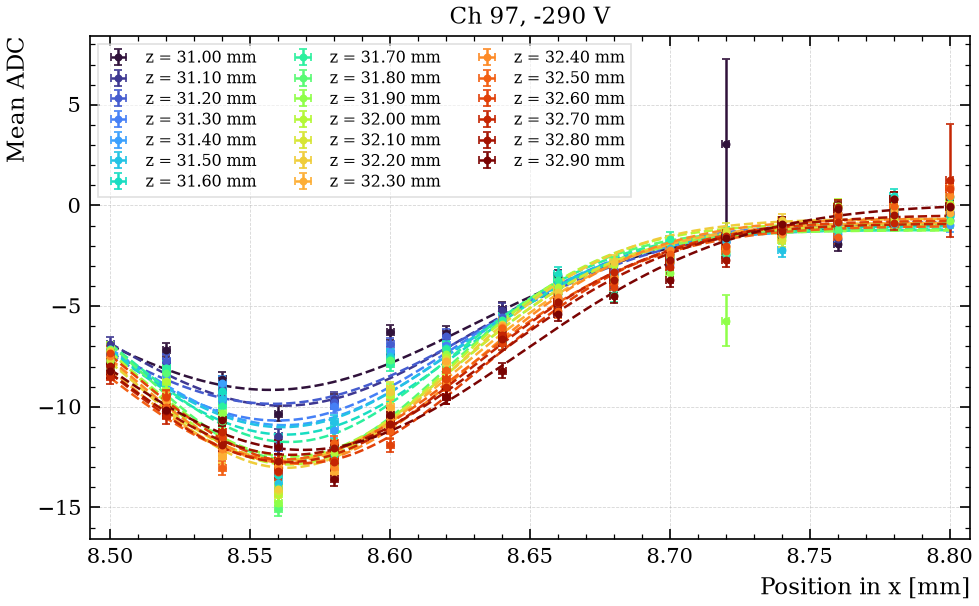 Ch 97, -290 V
Mean ADC
z = 31.00 mm
z = 31.10 mm
z = 31.20 mm
z = 31.30 mm
z = 31.40 mm
z = 31.50 mm
z = 31.60 mm
z = 31.70 mm
z = 31.80 mm
z = 31.90 mm
z = 32.00 mm
z = 32.10 mm
z = 32.20 mm
z = 32.30 mm
z = 32.40 mm
z = 32.50 mm
z = 32.60 mm
z = 32.70 mm
z = 32.80 mm
z = 32.90 mm
5
0
−5
−10
−15
8.50 8.55 8.60 8.65 8.70 8.75 8.80
Position in x [mm]